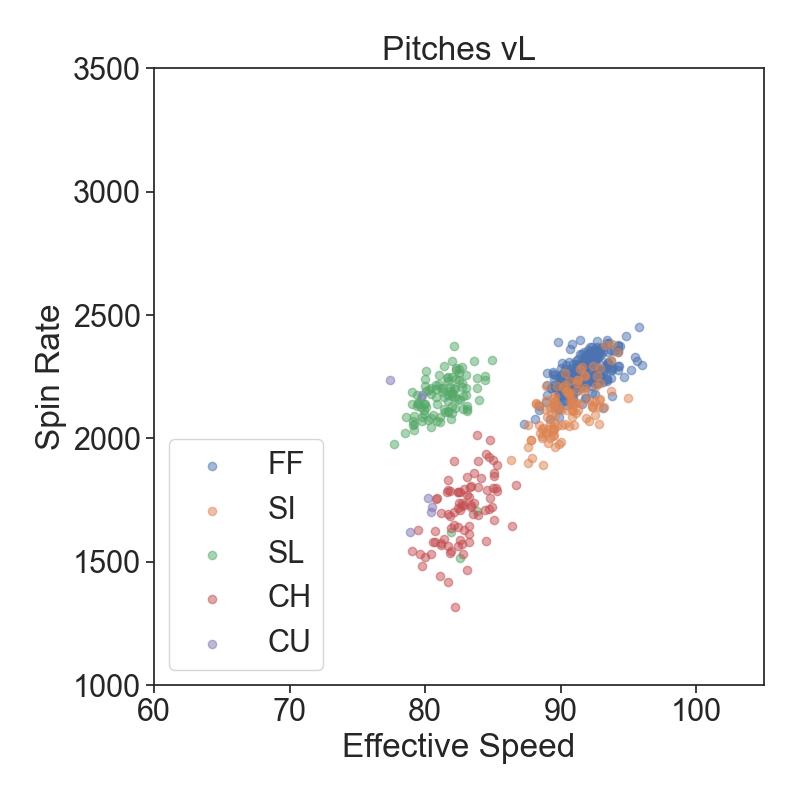 Pitches vL
3500
3000
2500
2000
1500
1000
Spin Rate
FF
SI
SL
CH
CU
60 70 80 90 100
Effective Speed